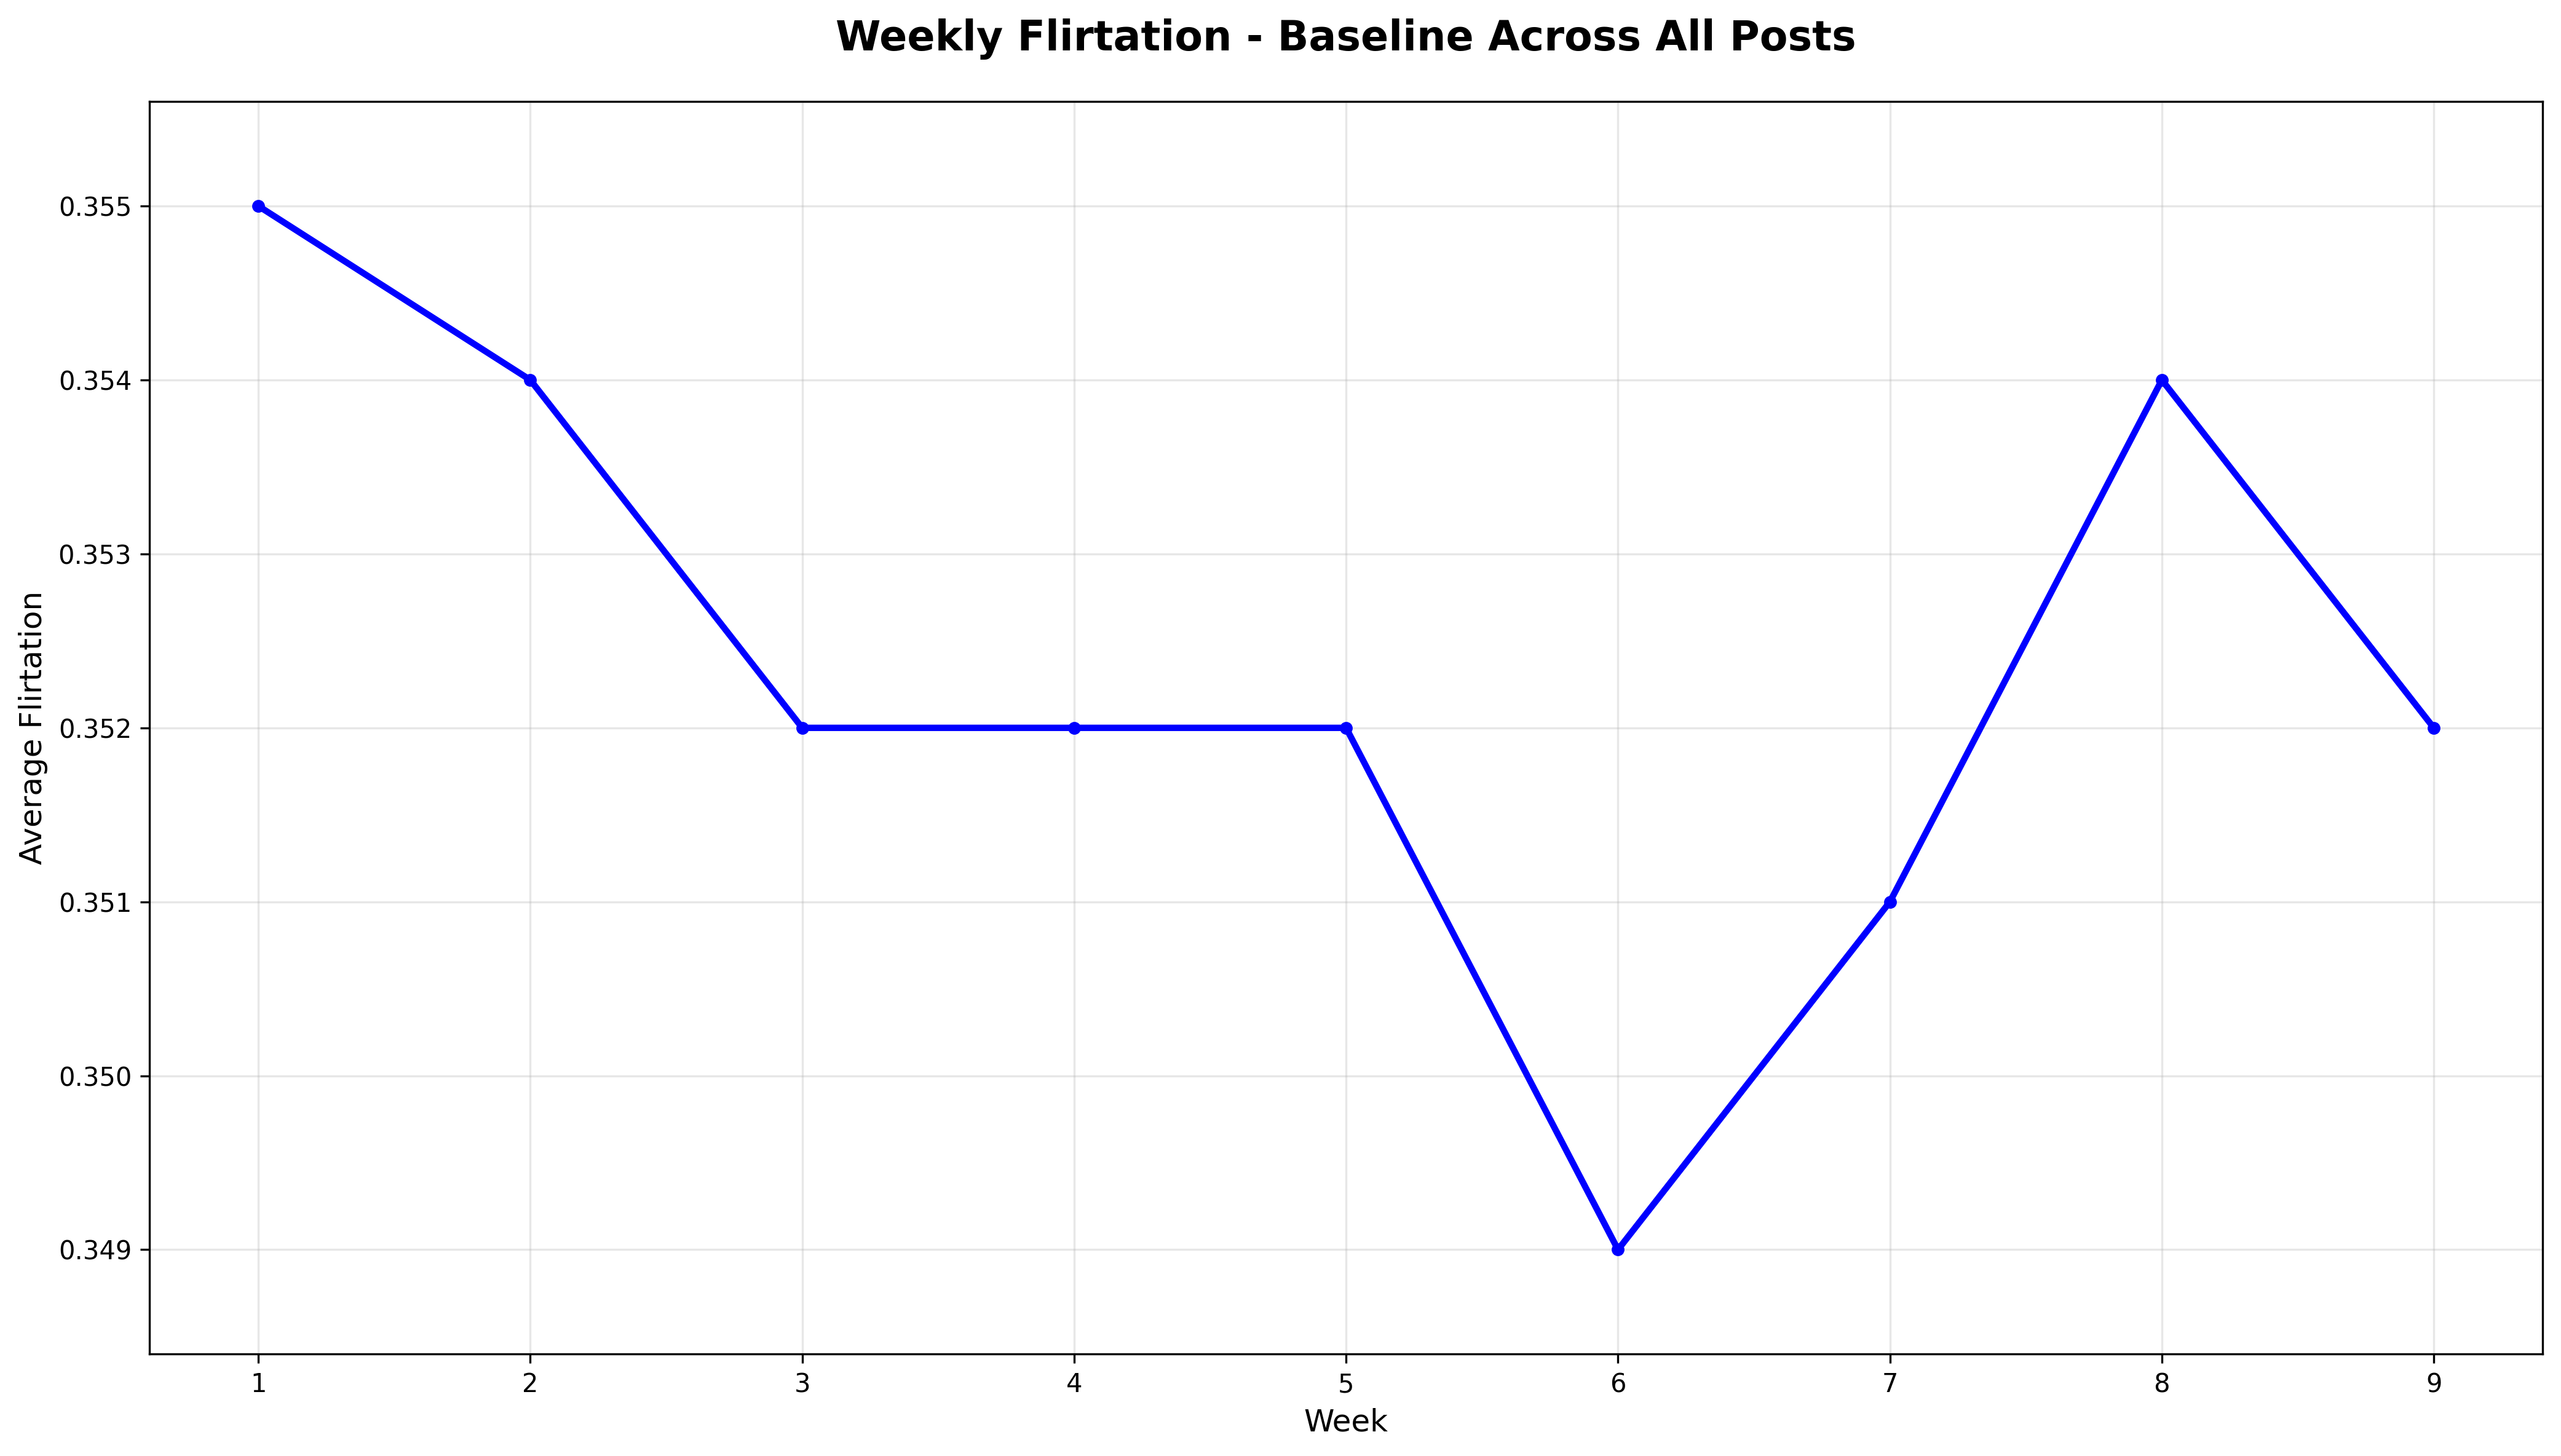 Weekly Flirtation - Baseline Across All Posts
Average Flirtation
0.355
0.354
0.353
0.352
0.351
0.350
0.349
1 2 3 4 5 6 7 8 9
Week